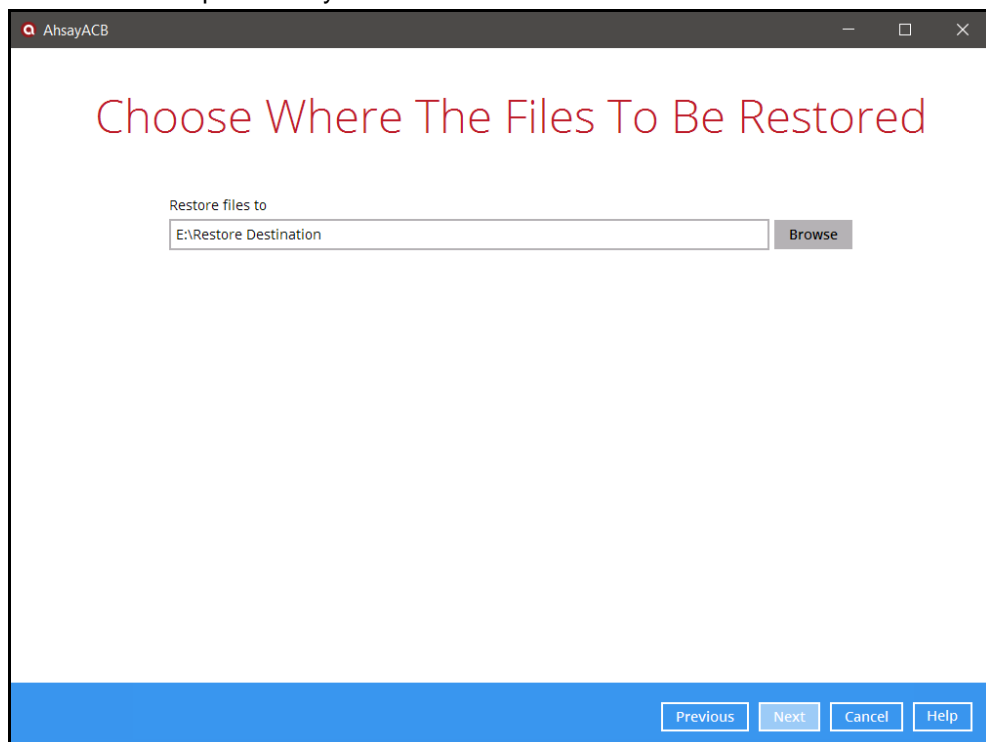 AhsayACB
Choose Where The Files To Be Restored
Restore files to
E:\Restore Destination
Browse
Previous Next Cancel Help